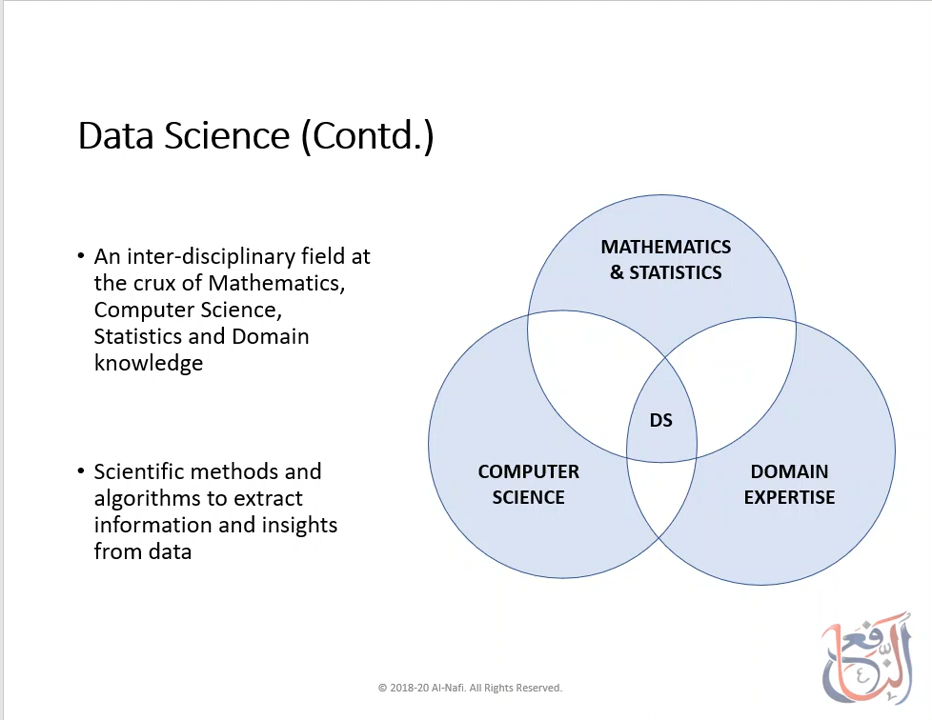 Data Science (Contd.)
• An inter-disciplinary field at
the crux of Mathematics,
Computer Science,
Statistics and Domain
knowledge
• Scientific methods and
algorithms to extract
information and insights
from data
MATHEMATICS
& STATISTICS
DS
COMPUTER
SCIENCE
DOMAIN
EXPERTISE
© 2018-20 Al-Nafi. All Rights Reserved.
النافع